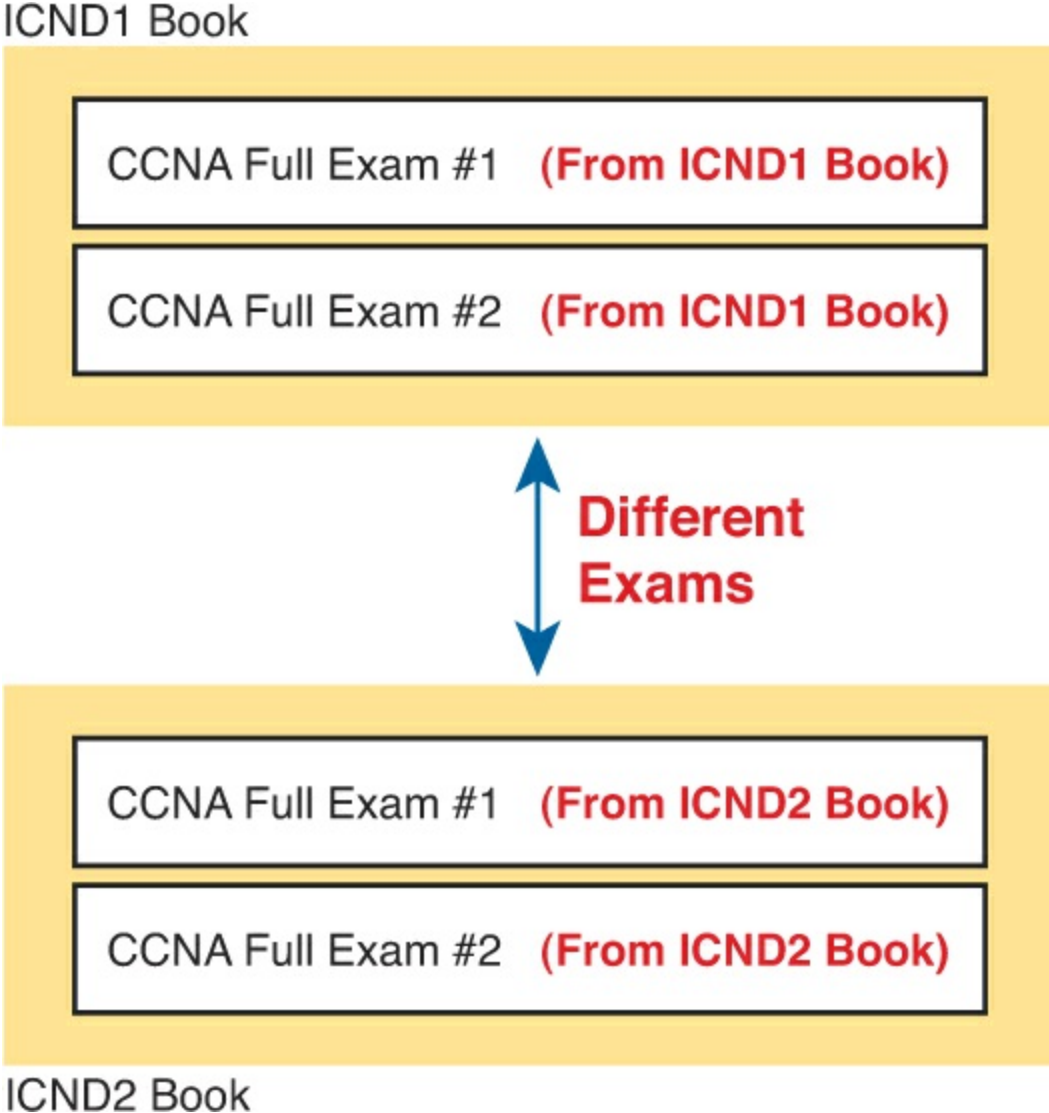 ICND1 Book
CCNA Full Exam #1 (From ICND1 Book)
CCNA Full Exam #2 (From ICND1 Book)
Different
Exams
CCNA Full Exam #1 (From ICND2 Book)
CCNA Full Exam #2 (From ICND2 Book)
ICND2 Book